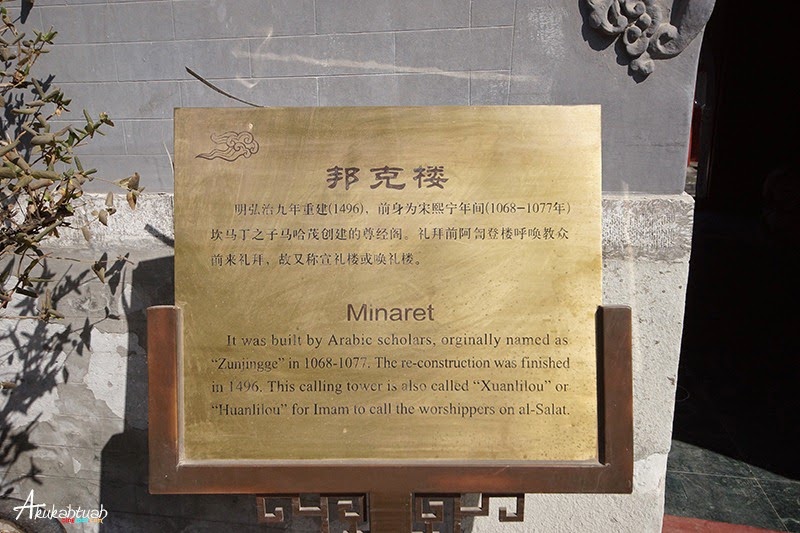 邦克楼
明弘治九年重建(1496)，前身为宋熙宁年间(1068-1077年)
坎马丁之子马哈茂创建的尊经阁。礼拜前阿訇登楼呼唤教众
前来礼拜，故又称宣礼楼或唤礼楼。
Minaret
It was built by Arabic scholars, orginally named as
“Zunjingge” in 1068-1077. The re-construction was finished
in 1496. This calling tower is also called “Xuanlilou” or
“Huanlilou” for Imam to call the worshippers on al-Salat.
Akukahtuah